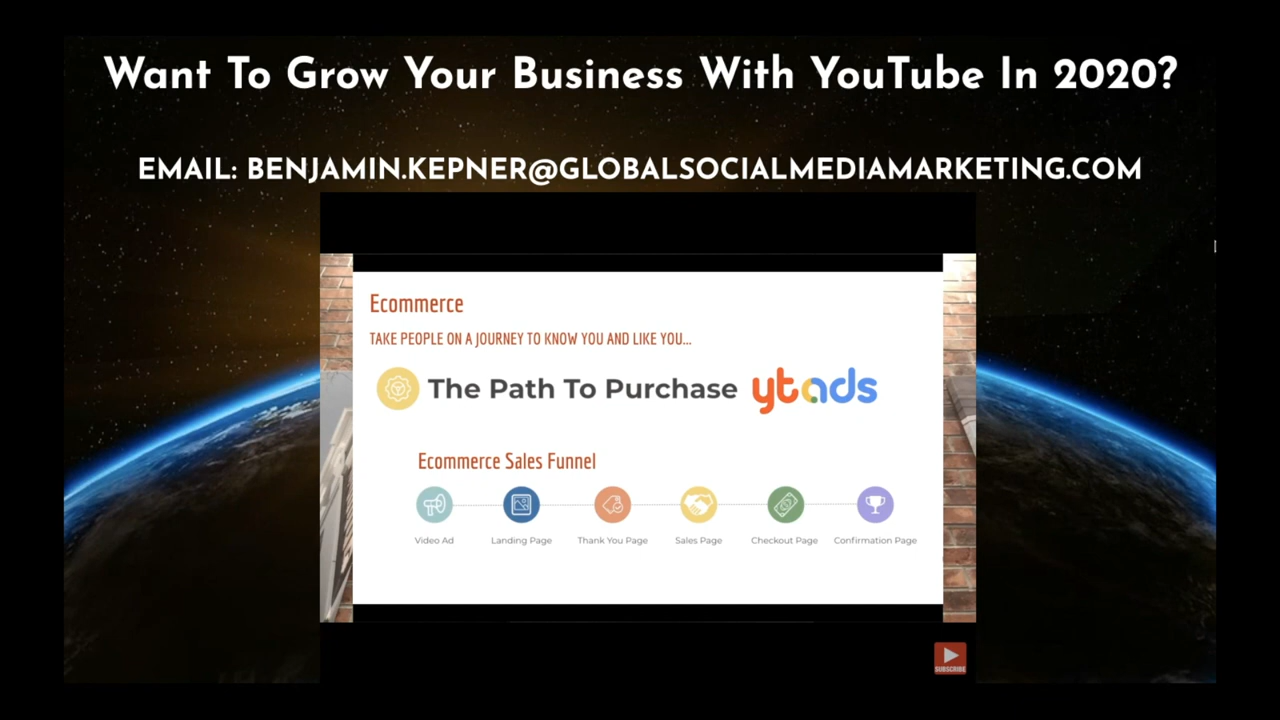 Want To Grow Your Business With YouTube In 2020?
EMAIL: BENJAMIN.KEPNER@GLOBALSOCIALMEDIAMARKETING.COM
Ecommerce
TAKE PEOPLE ON A JOURNEY TO KNOW YOU AND LIKE YOU...
The Path To Purchase ytads
Ecommerce Sales Funnel
Video Ad Landing Page Thank You Page Sales Page Checkout Page Confirmation Page
SUBSCRIBE